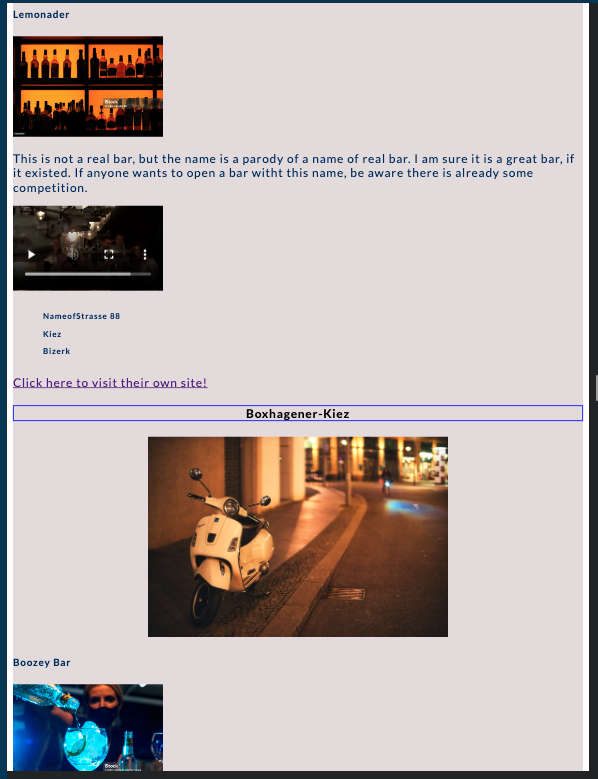 Lemonader
iStock
This is not a real bar, but the name is a parody of a name of real bar. I am sure it is a great bar, if
it existed. If anyone wants to open a bar witht this name, be aware there is already some
competition.
NameofStrasse 88
Kiez
Bizerk
Click here to visit their own site!
Boxhagener-Kiez
Boozey Bar
iStock